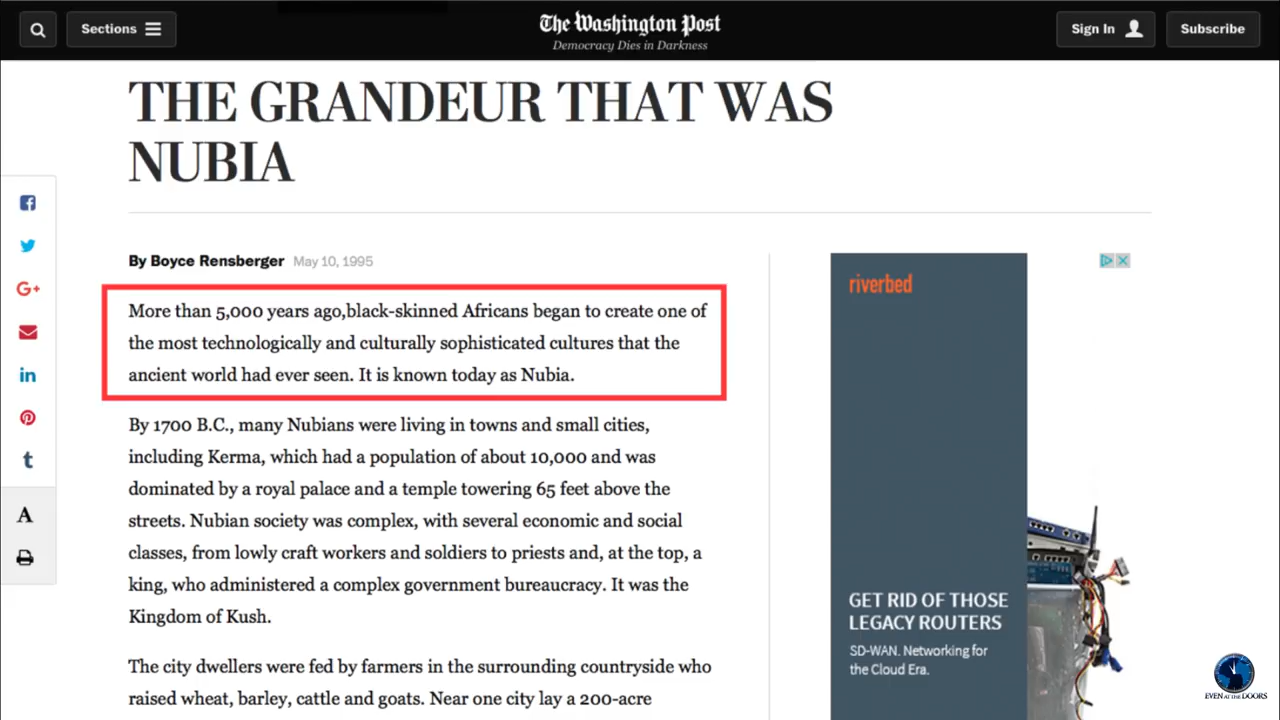 Sections
The Washington Post
Democracy Dies in Darkness
Sign In
Subscribe
THE GRANDEUR THAT WAS
NUBIA
By Boyce Rensberger May 10, 1995
More than 5,000 years ago,black-skinned Africans began to create one of
the most technologically and culturally sophisticated cultures that the
ancient world had ever seen. It is known today as Nubia.
By 1700 B.C., many Nubians were living in towns and small cities,
including Kerma, which had a population of about 10,000 and was
dominated by a royal palace and a temple towering 65 feet above the
streets. Nubian society was complex, with several economic and social
classes, from lowly craft workers and soldiers to priests and, at the top, a
king, who administered a complex government bureaucracy. It was the
Kingdom of Kush.
The city dwellers were fed by farmers in the surrounding countryside who
raised wheat, barley, cattle and goats. Near one city lay a 200-acre
G+
in
t
A
riverbed
GET RID OF THOSE
LEGACY ROUTERS
SD-WAN. Networking for
the Cloud Era.
EVEN AT THE DOORS